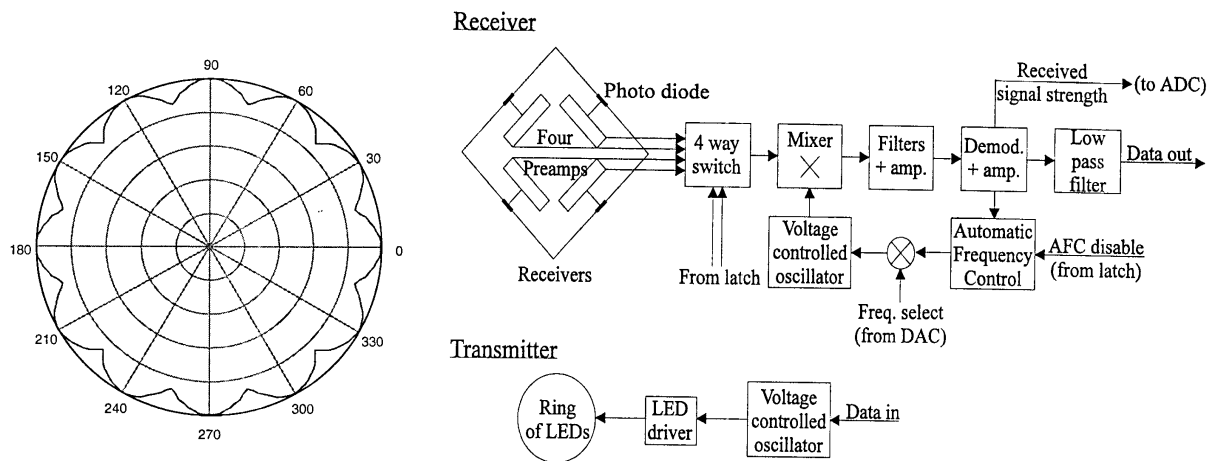 90
120
60
150
30
180
0
210
330
240
300
270
Receiver
Photo diode
Four
Preamps
Receivers
4 way
switch
From latch
Mixer
Filters
+ amp.
Demod.
+ amp.
Received
signal strength
(to ADC)
Low
pass
filter
Data out
Voltage
controlled
oscillator
Automatic
Frequency
Control
AFC disable
(from latch)
Freq. select
(from DAC)
Transmitter
Ring
of LEDs
LED
driver
Voltage
controlled
oscillator
Data in